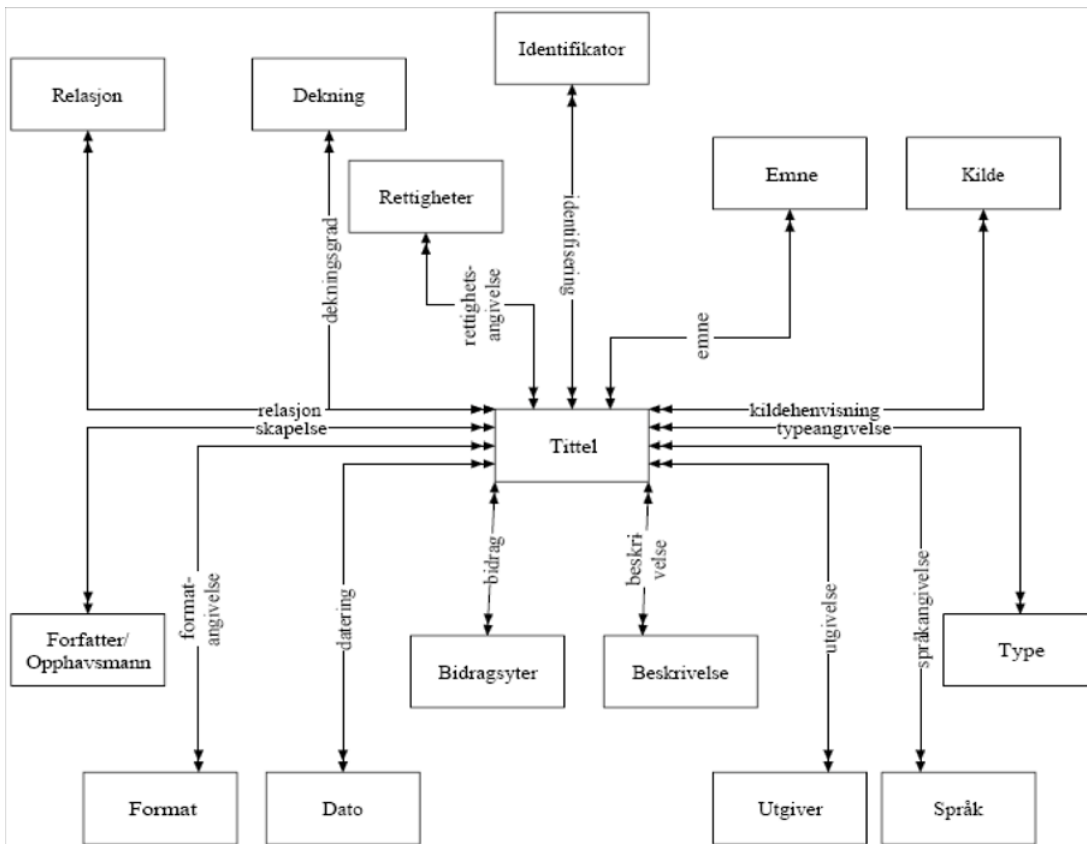 Identifikator
Relasjon
Dekning
Emne
Kilde
Rettigheter
identifisering
dekningsgrad
rettighets-
angivelse
emne
relasjon
kildehenvisning
skapelse
typeangivelse
Tittel
bidrag
beskri-
velse
format-
angivelse
datering
utgivelse
språkangivelse
Forfatter/
Opphavsmann
Bidragsyter
Beskrivelse
Type
Format
Dato
Utgiver
Språk